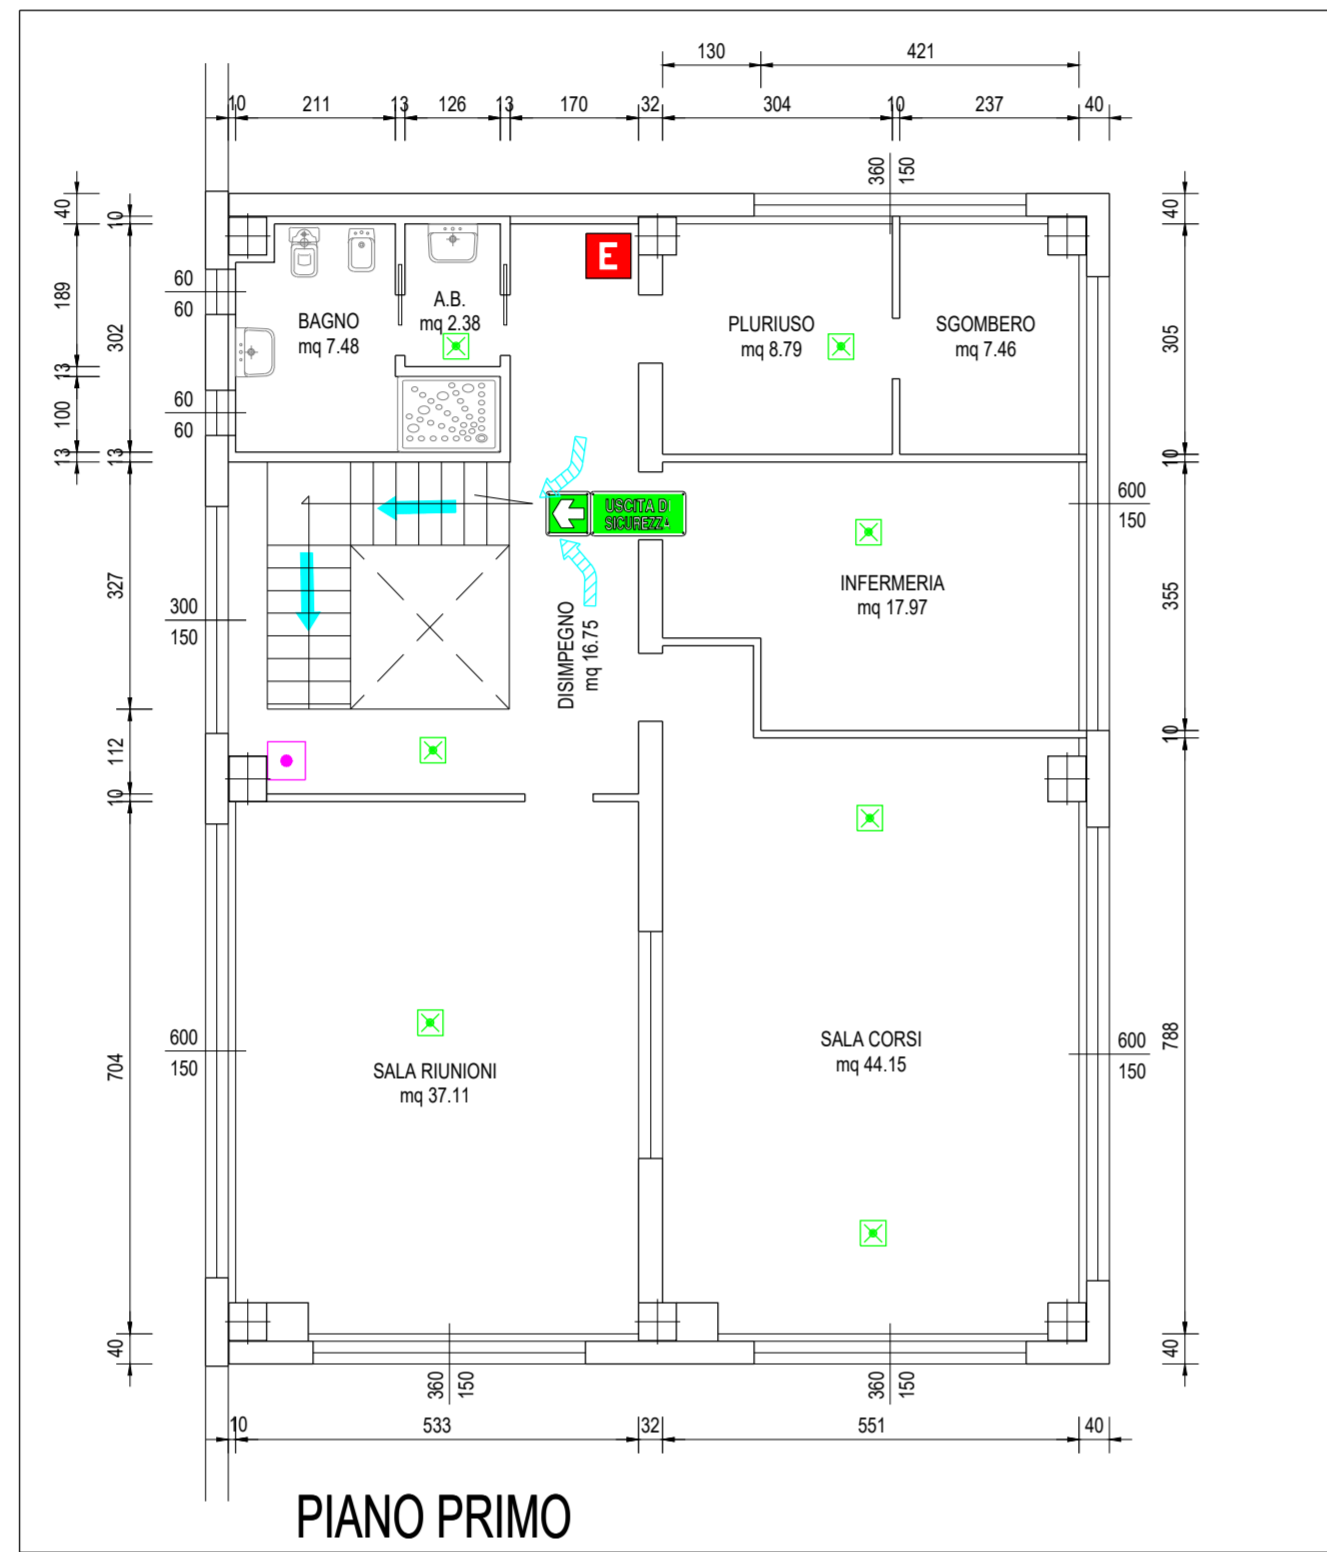 130 421
10 211 13 126 13 170 32 304 10 237 40
360
150
40 10 40
E
60
60
189
302
BAGNO
mq 7.48
A.B.
mq 2.38
PLURIUSO
mq 8.79
SGOMBERO
mq 7.46
305
13
60
60
100
13 13 10
USCITA DI
SICUREZZA
600
150
INFERMERIA
mq 17.97
327
300
150
DISIMPEGNO
mq 16.75
355
112
10
10
SALA RIUNIONI
mq 37.11
SALA CORSI
mq 44.15
600
150
600
150
704
788
40 40
360
150
360
150
10 533 32 551 40
PIANO PRIMO